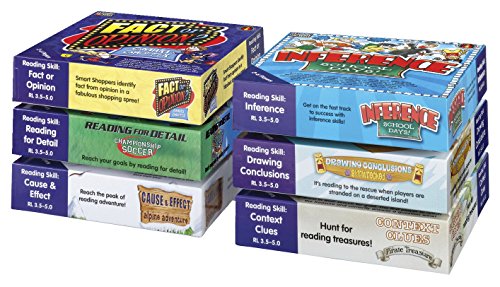 FACT
OR
OPINION
Reading Skill:
Fact or
Opinion
RL 3.5-5.0
Smart Shoppers identify
fact from opinion in a
fabulous shopping spree!
FACT
OR
OPINION
Reading Skill:
Reading
for Detail
RL 3.5-5.0
READING FOR DETAIL
CHAMPIONSHIP
SOCCER
Reach your goals by reading for detail!
Reading Skill:
Cause &
Effect
RL 3.5-5.0
Reach the peak of
reading adventure!
CAUSE & EFFECT
alpine adventure
INFERENCE
SCHOOL DAYS!
Reading Skill:
Inference
RL 3.5-5.0
Get on the fast track
to success with
inference skills!
INFERENCE
SCHOOL
DAYS!
Reading Skill:
Drawing
Conclusions
RL 3.5-5.0
DRAWING CONCLUSIONS
It's reading to the rescue when players are
stranded on a deserted island!
Reading Skill:
Context
Clues
RL 3.5-5.0
Hunt for
reading treasures!
CONTEXT
CLUES
Pirate Treasure